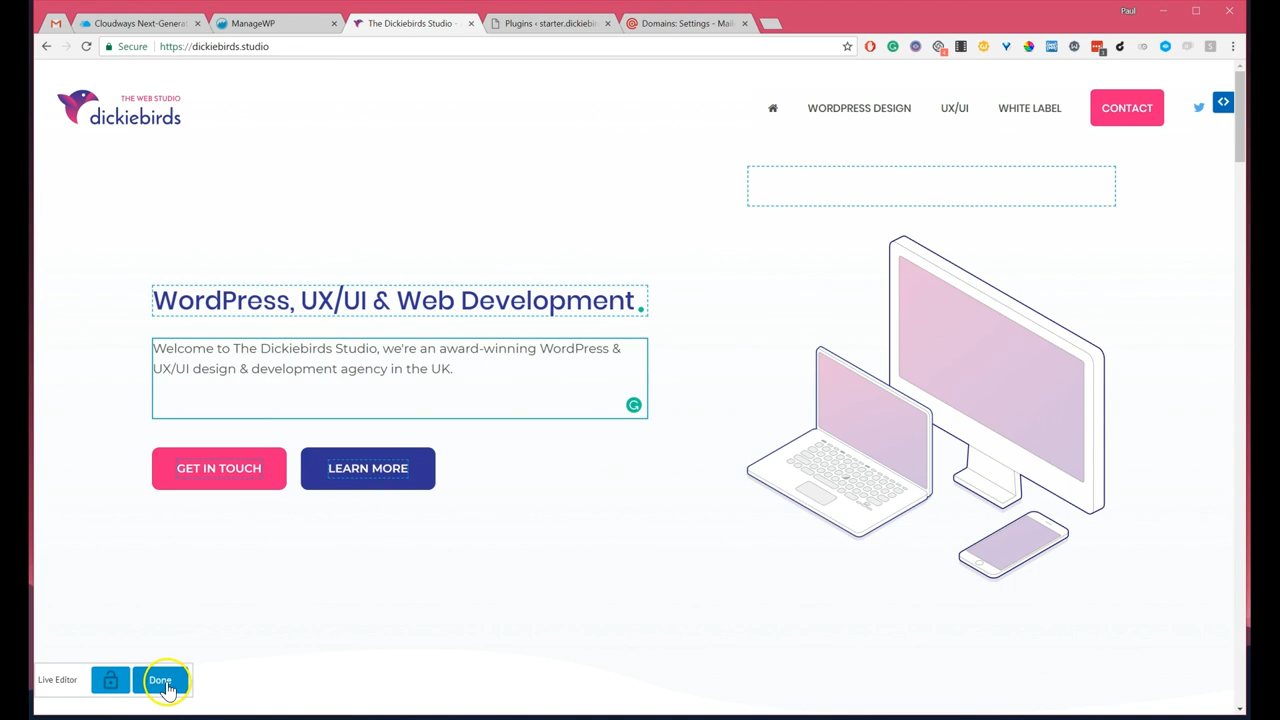 Paul
Cloudways Next-Generat
ManageWP
The Dickiebirds Studio -
Plugins ‹ starter.dickiebi
Domains: Settings - Mail
Secure
https://dickiebirds.studio
THE WEB STUDIO
dickiebirds
WORDPRESS DESIGN
UX/UI
WHITE LABEL
CONTACT
WordPress, UX/UI & Web Development.
Welcome to The Dickiebirds Studio, we're an award-winning WordPress &
UX/UI design & development agency in the UK.
GET IN TOUCH
LEARN MORE
Live Editor
Done